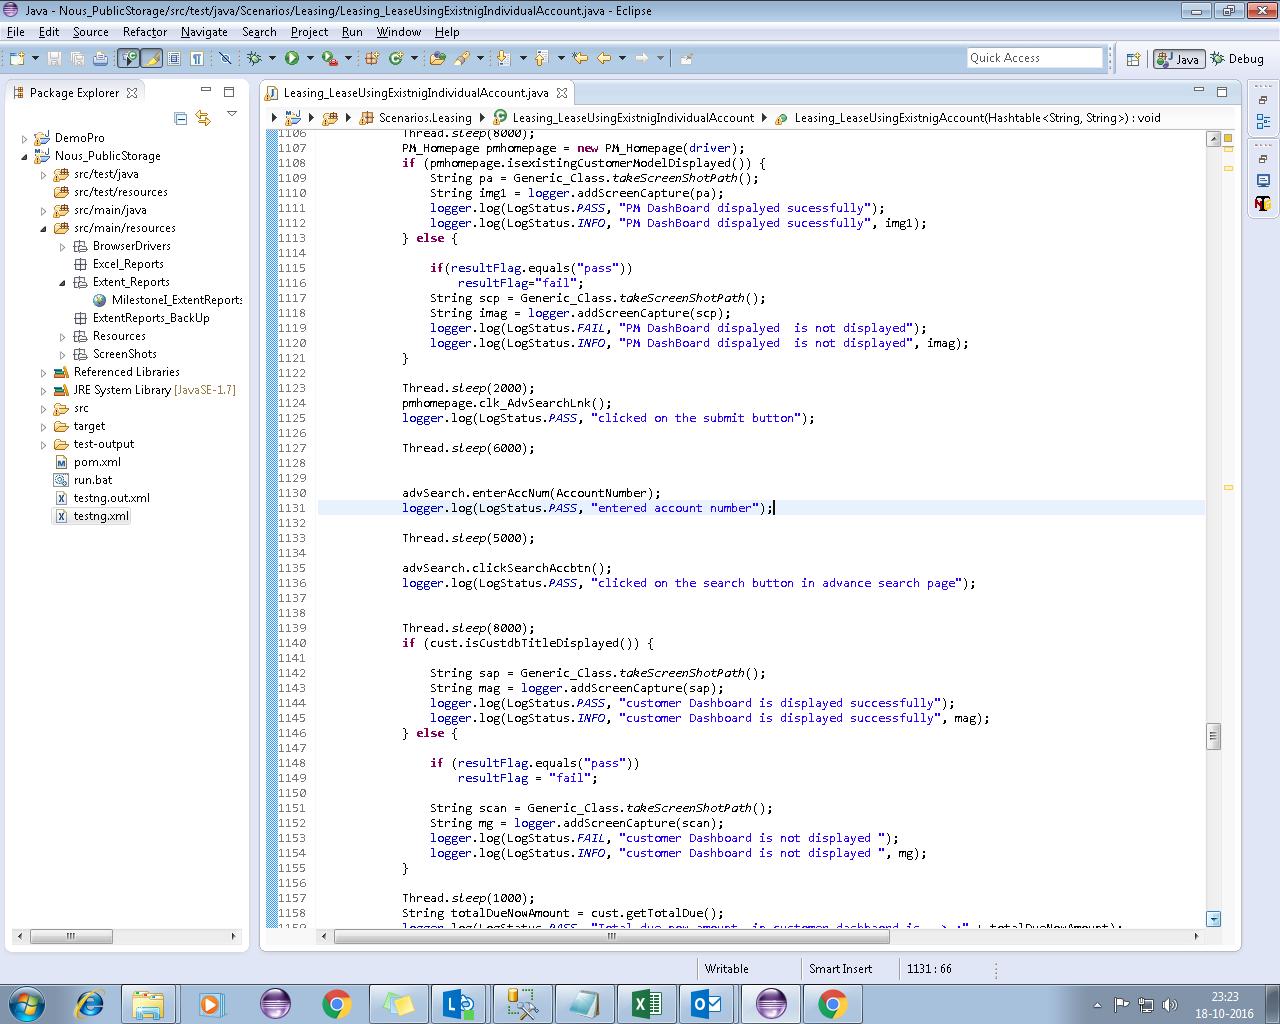 Java - Nous_PublicStorage/src/test/java/Scenarios/Leasing/Leasing_LeaseUsingExistnigIndividualAccount.java - Eclipse
File Edit Source Refactor Navigate Search Project Run Window Help
Quick Access
Java
Debug
Package Explorer
Leasing_LeaseUsingExistnigIndividualAccount.java
Scenarios.Leasing
Leasing_LeaseUsingExistnigIndividualAccount
Leasing_LeaseUsingExistnigAccount(Hashtable<String, String>) : void
DemoPro
Nous_PublicStorage
src/test/java
src/test/resources
src/main/java
src/main/resources
BrowserDrivers
Excel_Reports
Extent_Reports
MilestoneI_ExtentReports
ExtentReports_BackUp
Resources
ScreenShots
Referenced Libraries
JRE System Library [JavaSE-1.7]
src
target
test-output
pom.xml
run.bat
testng.out.xml
testng.xml
1106 Thread.sleep(8000);
1107 PM_Homepage pmhomepage = new PM_Homepage(driver);
1108 if (pmhomepage.isexistingCustomerModelDisplayed()) {
1109 String pa = Generic_Class.takeScreenShotPath();
1110 String img1 = logger.addScreenCapture(pa);
1111 logger.log(LogStatus.PASS, "PM DashBoard dispalyed sucessfully");
1112 logger.log(LogStatus.INFO, "PM DashBoard dispalyed sucessfully", img1);
1113 } else {
1114
1115 if(resultFlag.equals("pass"))
1116 resultFlag="fail";
1117 String scp = Generic_Class.takeScreenShotPath();
1118 String imag = logger.addScreenCapture(scp);
1119 logger.log(LogStatus.FAIL, "PM DashBoard dispalyed  is not displayed");
1120 logger.log(LogStatus.INFO, "PM DashBoard dispalyed  is not displayed", imag);
1121 }
1122
1123 Thread.sleep(2000);
1124 pmhomepage.clk_AdvSearchLnk();
1125 logger.log(LogStatus.PASS, "clicked on the submit button");
1126
1127 Thread.sleep(6000);
1128
1129
1130 advSearch.enterAccNum(AccountNumber);
1131 logger.log(LogStatus.PASS, "entered account number");
1132
1133 Thread.sleep(5000);
1134
1135 advSearch.clickSearchAccbtn();
1136 logger.log(LogStatus.PASS, "clicked on the search button in advance search page");
1137
1138
1139 Thread.sleep(8000);
1140 if (cust.isCustdbTitleDisplayed()) {
1141
1142 String sap = Generic_Class.takeScreenShotPath();
1143 String mag = logger.addScreenCapture(sap);
1144 logger.log(LogStatus.PASS, "customer Dashboard is displayed successfully");
1145 logger.log(LogStatus.INFO, "customer Dashboard is displayed successfully", mag);
1146 } else {
1147
1148 if (resultFlag.equals("pass"))
1149 resultFlag = "fail";
1150
1151 String scan = Generic_Class.takeScreenShotPath();
1152 String mg = logger.addScreenCapture(scan);
1153 logger.log(LogStatus.FAIL, "customer Dashboard is not displayed ");
1154 logger.log(LogStatus.INFO, "customer Dashboard is not displayed ", mg);
1155 }
1156
1157 Thread.sleep(1000);
1158 String totalDueNowAmount = cust.getTotalDue();
Writable
Smart Insert
1131 : 66
23:23
18-10-2016